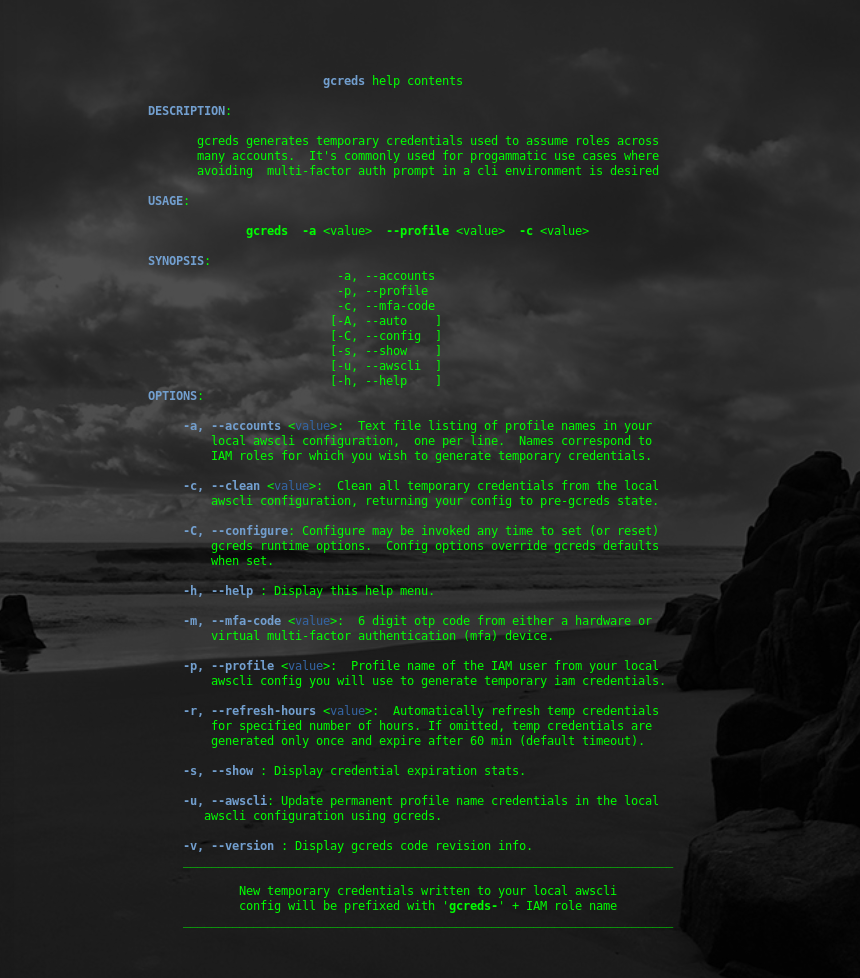 gcreds help contents
DESCRIPTION:
gcreds generates temporary credentials used to assume roles across
many accounts.  It's commonly used for progammatic use cases where
avoiding  multi-factor auth prompt in a cli environment is desired
USAGE:
gcreds  -a <value>  --profile <value>  -c <value>
SYNOPSIS:
-a, --accounts
-p, --profile
-c, --mfa-code
[-A, --auto    ]
[-C, --config  ]
[-s, --show    ]
[-u, --awscli  ]
[-h, --help    ]
OPTIONS:
-a, --accounts <value>:  Text file listing of profile names in your
local awscli configuration,  one per line.  Names correspond to
IAM roles for which you wish to generate temporary credentials.
-c, --clean <value>:  Clean all temporary credentials from the local
awscli configuration, returning your config to pre-gcreds state.
-C, --configure: Configure may be invoked any time to set (or reset)
gcreds runtime options.  Config options override gcreds defaults
when set.
-h, --help : Display this help menu.
-m, --mfa-code <value>:  6 digit otp code from either a hardware or
virtual multi-factor authentication (mfa) device.
-p, --profile <value>:  Profile name of the IAM user from your local
awscli config you will use to generate temporary iam credentials.
-r, --refresh-hours <value>:  Automatically refresh temp credentials
for specified number of hours. If omitted, temp credentials are
generated only once and expire after 60 min (default timeout).
-s, --show : Display credential expiration stats.
-u, --awscli: Update permanent profile name credentials in the local
awscli configuration using gcreds.
-v, --version : Display gcreds code revision info.
New temporary credentials written to your local awscli
config will be prefixed with 'gcreds-' + IAM role name